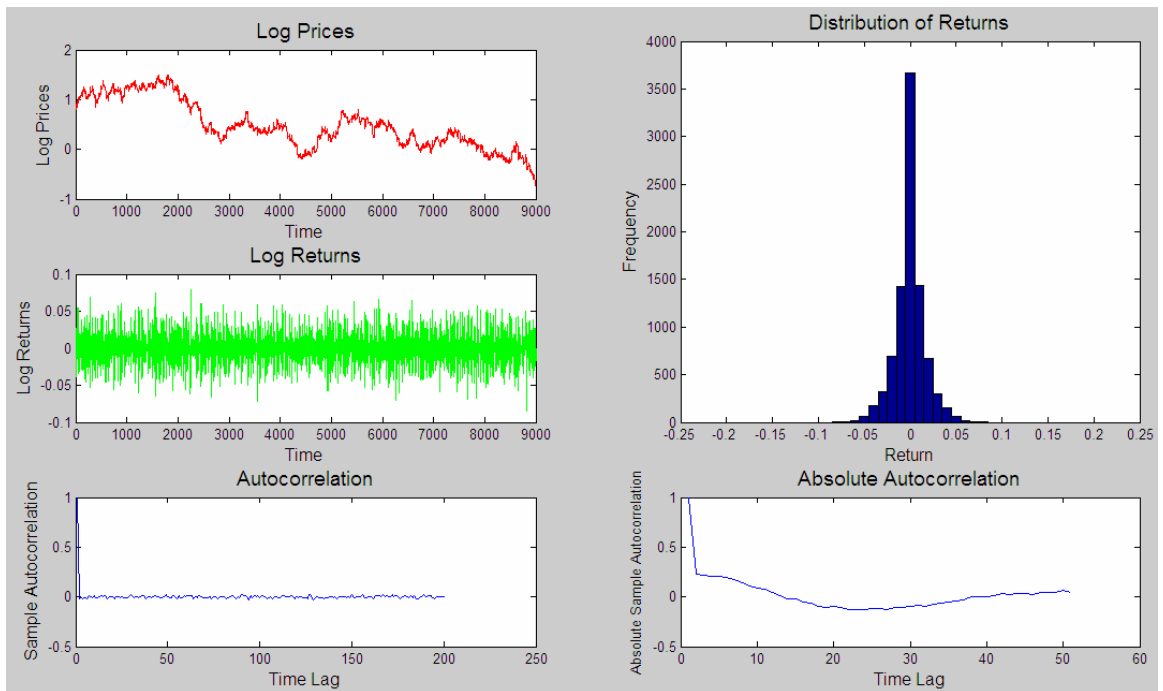 Log Prices
Log Prices
2
1
0
-1
0 1000 2000 3000 4000 5000 6000 7000 8000 9000
Time
Log Returns
Log Returns
0.1
0.05
0
-0.05
-0.1
0 1000 2000 3000 4000 5000 6000 7000 8000 9000
Time
Autocorrelation
Sample Autocorrelation
1
0.5
0
-0.5
0 50 100 150 200 250
Time Lag
Distribution of Returns
Frequency
4000
3500
3000
2500
2000
1500
1000
500
0
-0.25 -0.2 -0.15 -0.1 -0.05 0 0.05 0.1 0.15 0.2 0.25
Return
Absolute Autocorrelation
Absolute Sample Autocorrelation
1
0.5
0
-0.5
0 10 20 30 40 50 60
Time Lag